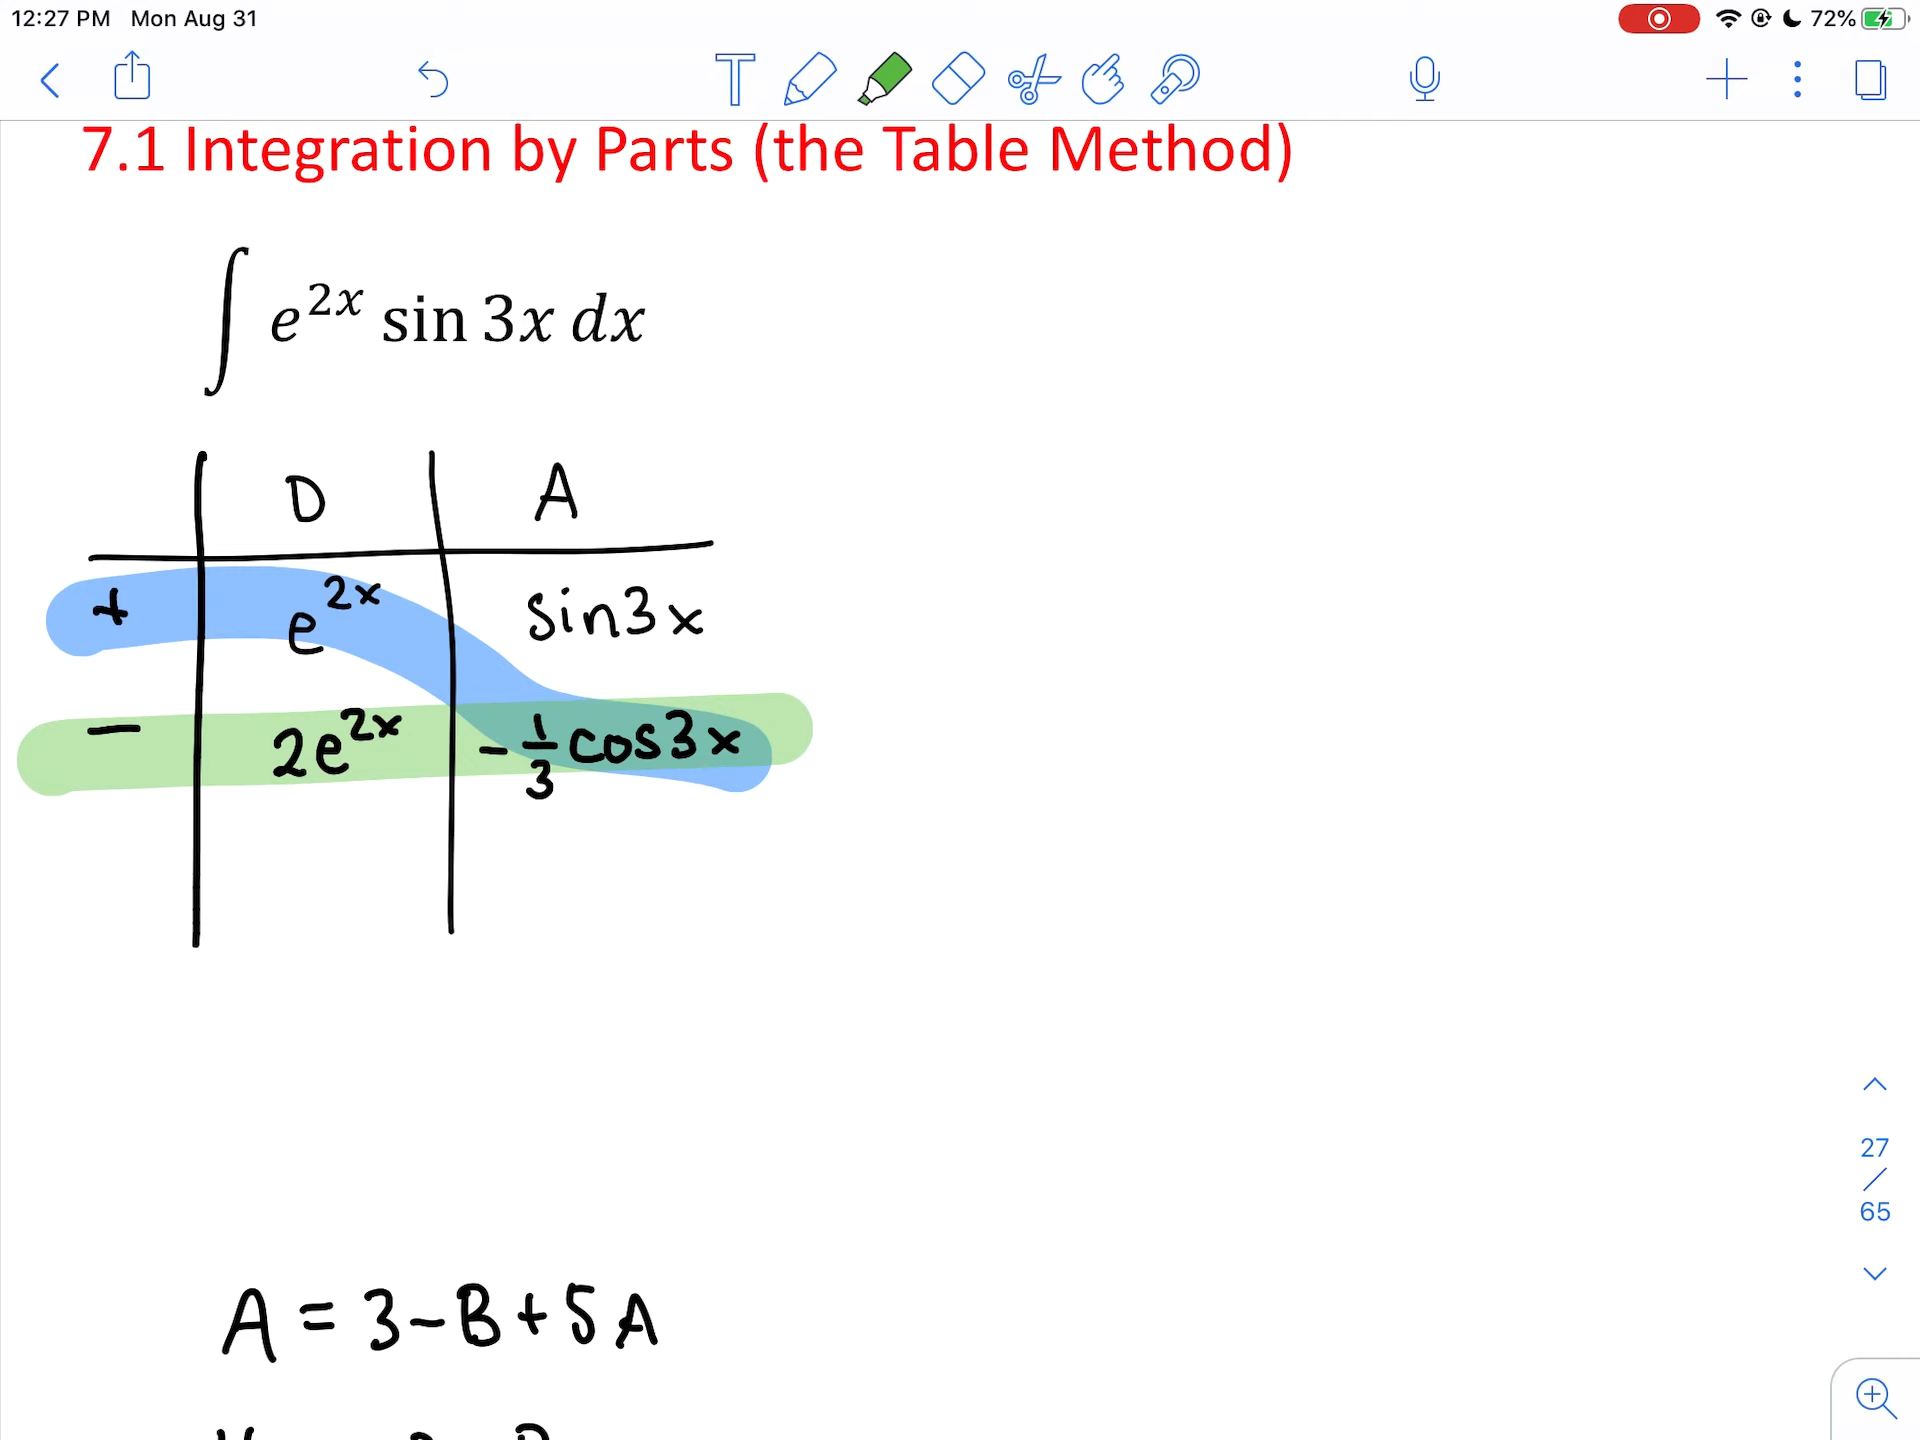 12:27 PM Mon Aug 31 72%
T
7.1 Integration by Parts (the Table Method)
∫ e^{2x} sin 3x dx
D A
+ e^{2x} sin3x
− 2e^{2x} -\frac{1}{3}cos3x
A = 3 - B + 5A
27
/
65